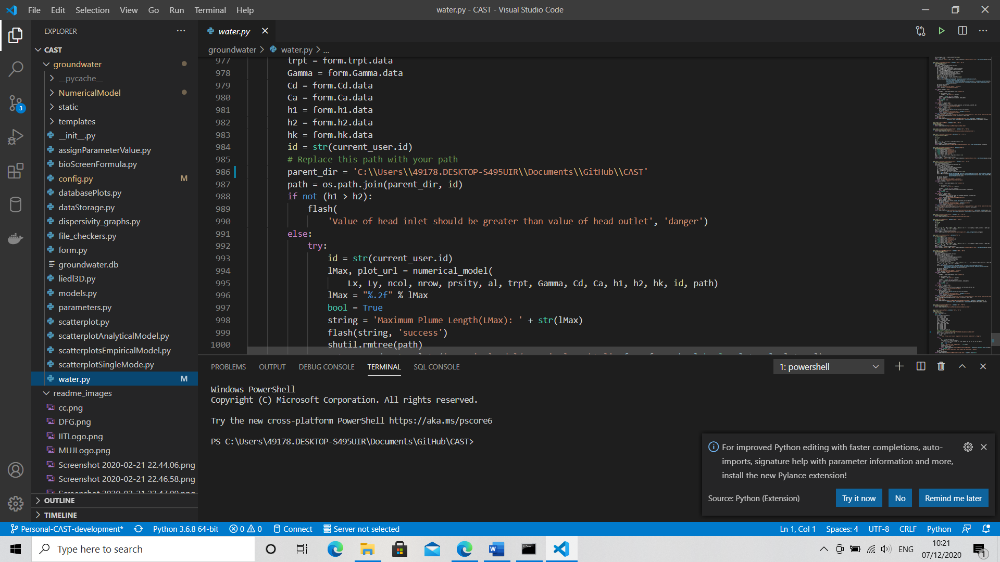 File Edit Selection View Go Run Terminal Help
water.py - CAST - Visual Studio Code
EXPLORER
CAST
groundwater
__pycache__
NumericalModel
static
templates
__init__.py
assignParameterValue.py
bioScreenFormula.py
config.py M
databasePlots.py
dataStorage.py
dispersivity_graphs.py
file_checkers.py
form.py
groundwater.db
liedl3D.py
models.py
parameters.py
scatterplot.py
scatterplotAnalyticalModel.py
scatterplotsEmpiricalModel.py
scatterplotSingleMode.py
water.py M
readme_images
cc.png
DFG.png
IITLogo.png
MUJLogo.png
Screenshot 2020-02-21 22.44.06.png
Screenshot 2020-02-21 22.46.58.png
Screenshot 2020-02-21 22.47.09.png
OUTLINE
TIMELINE
3
water.py
groundwater > water.py > ...
977 trpt = form.trpt.data
978 Gamma = form.Gamma.data
979 Cd = form.Cd.data
980 Ca = form.Ca.data
981 h1 = form.h1.data
982 h2 = form.h2.data
983 hk = form.hk.data
984 id = str(current_user.id)
985 # Replace this path with your path
986 parent_dir = 'C:\\Users\\49178.DESKTOP-S495UIR\\Documents\\GitHub\\CAST'
987 path = os.path.join(parent_dir, id)
988 if not (h1 > h2):
989 flash(
990 'Value of head inlet should be greater than value of head outlet', 'danger')
991 else:
992 try:
993 id = str(current_user.id)
994 lMax, plot_url = numerical_model(
995 Lx, Ly, ncol, nrow, prsity, al, trpt, Gamma, Cd, Ca, h1, h2, hk, id, path)
996 lMax = "%.2f" % lMax
997 bool = True
998 string = 'Maximum Plume Length(LMax): ' + str(lMax)
999 flash(string, 'success')
1000 shutil.rmtree(path)
PROBLEMS OUTPUT DEBUG CONSOLE TERMINAL SQL CONSOLE
1: powershell
Windows PowerShell
Copyright (C) Microsoft Corporation. All rights reserved.
Try the new cross-platform PowerShell https://aka.ms/pscore6
PS C:\Users\49178.DESKTOP-S495UIR\Documents\GitHub\CAST>
For improved Python editing with faster completions, auto-
imports, signature help with parameter information and more,
install the new Pylance extension!
Source: Python (Extension)
Try it now No Remind me later
Personal-CAST-development* Python 3.6.8 64-bit 0 0 Connect Server not selected
Ln 1, Col 1 Spaces: 4 UTF-8 CRLF Python
Type here to search
ENG
10:21
07/12/2020
1